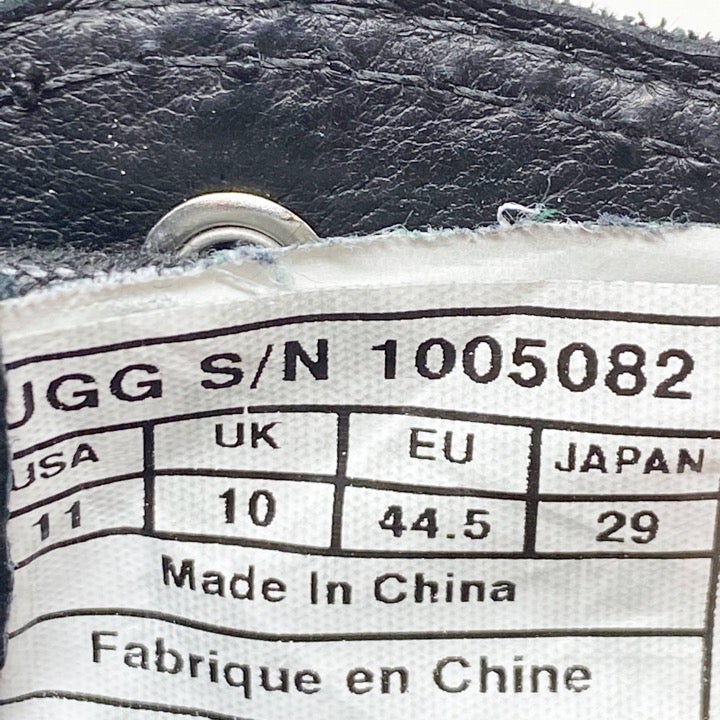 UGG S/N 1005082
USA UK EU JAPAN
11 10 44.5 29
Made In China
Fabrique en Chine